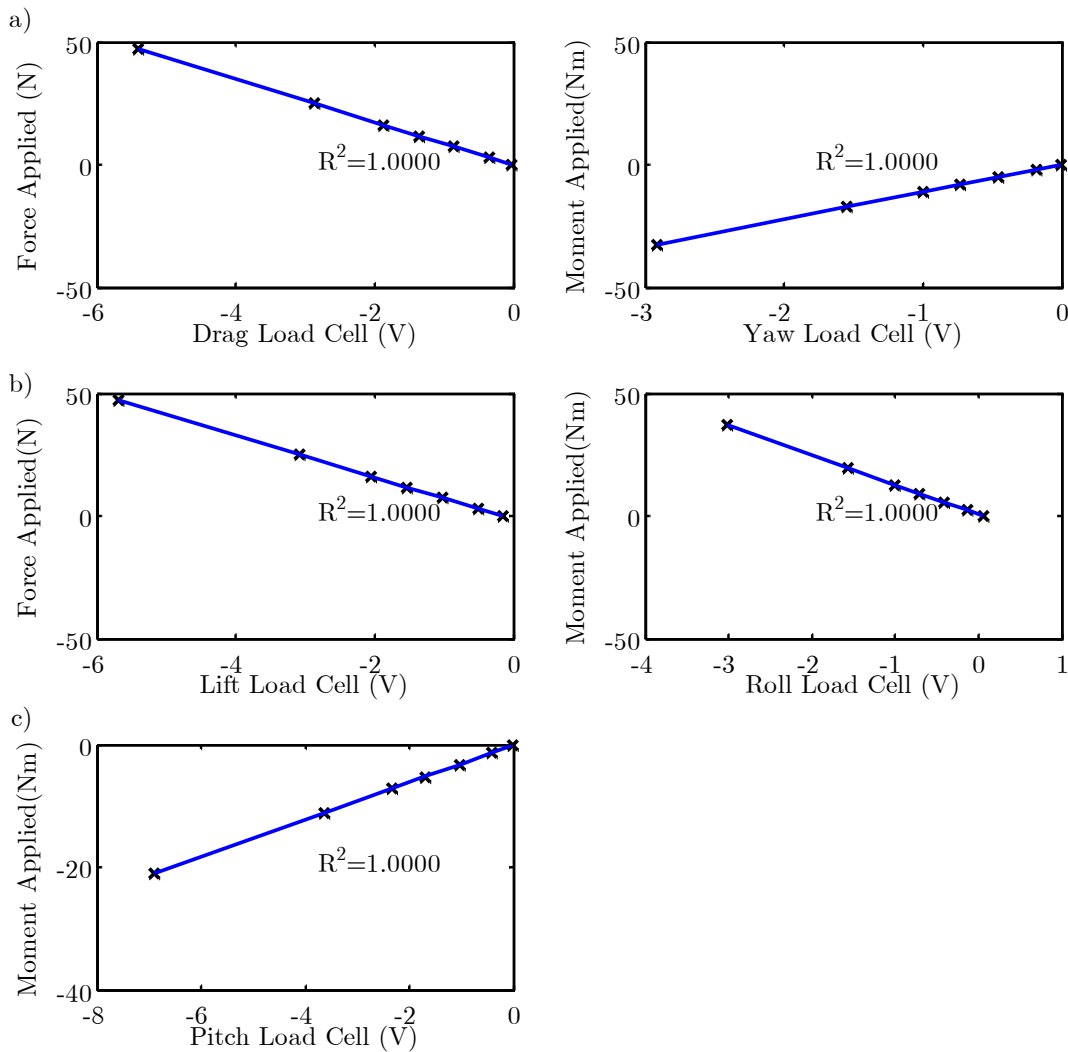 a)
50
0
-50
Force Applied (N)
R²=1.0000
-6
-4
-2
0
Drag Load Cell (V)
50
0
-50
Moment Applied(Nm)
R²=1.0000
-3
-2
-1
0
Yaw Load Cell (V)
b)
50
0
-50
Force Applied(N)
R²=1.0000
-6
-4
-2
0
Lift Load Cell (V)
50
0
-50
Moment Applied(Nm)
R²=1.0000
-4
-3
-2
-1
0
1
Roll Load Cell (V)
c)
0
-20
-40
Moment Applied(Nm)
R²=1.0000
-8
-6
-4
-2
0
Pitch Load Cell (V)